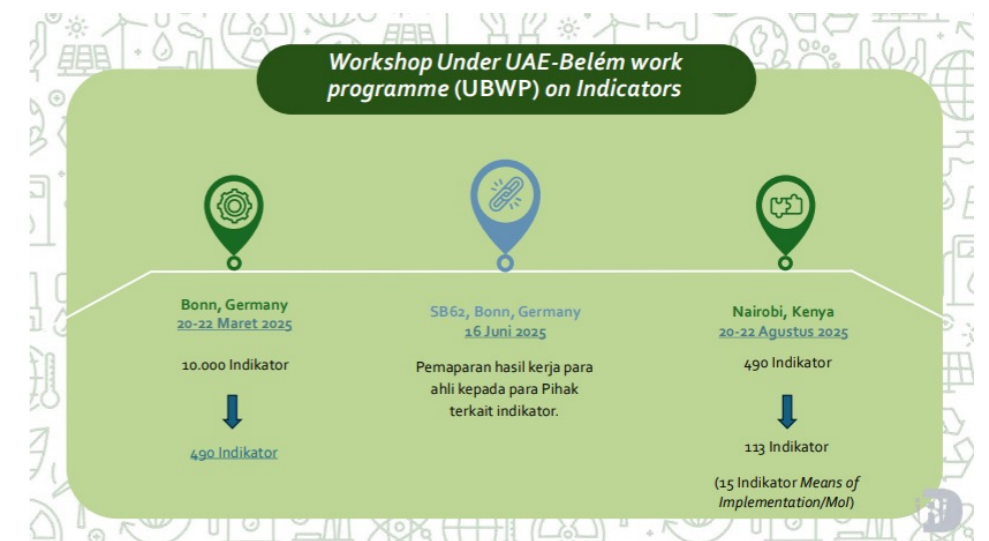 Workshop Under UAE-Belém work
programme (UBWP) on Indicators
Bonn, Germany
20-22 Maret 2025
10.000 Indikator
490 Indikator
SB62, Bonn, Germany
16 Juni 2025
Pemaparan hasil kerja para
ahli kepada para Pihak
terkait indikator.
Nairobi, Kenya
20-22 Agustus 2025
490 Indikator
113 Indikator
(15 Indikator Means of
Implementation/MoI)